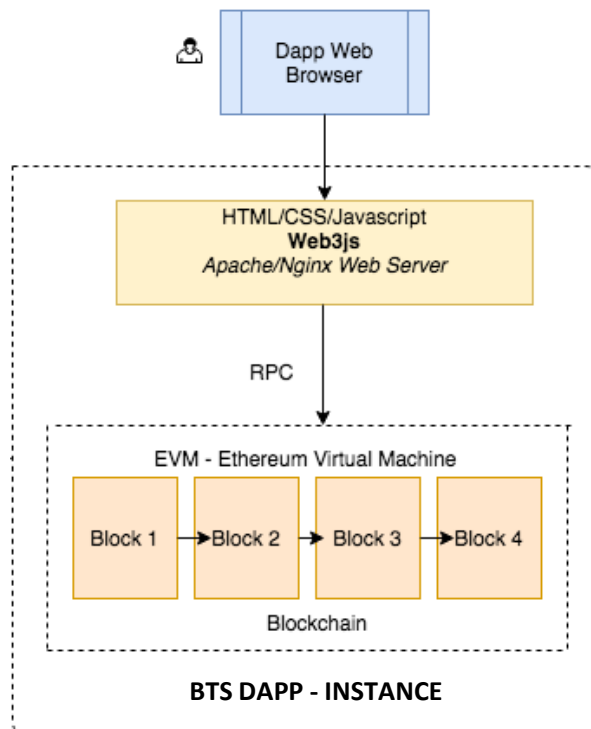 Dapp Web
Browser
HTML/CSS/Javascript
Web3js
Apache/Nginx Web Server
RPC
EVM - Ethereum Virtual Machine
Block 1
Block 2
Block 3
Block 4
Blockchain
BTS DAPP - INSTANCE